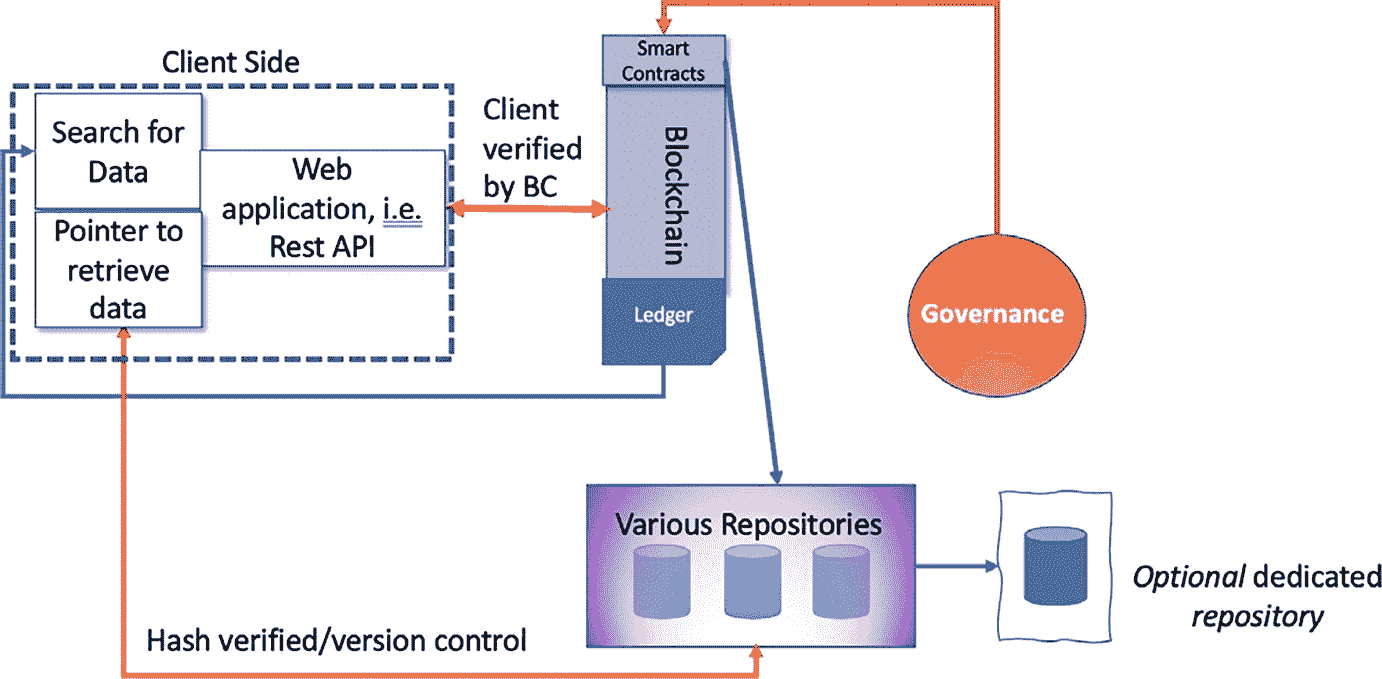 Client Side
Search for
Data
Pointer to
retrieve
data
Web
application, i.e.
Rest API
Client
verified
by BC
Smart
Contracts
Blockchain
Ledger
Governance
Various Repositories
Optional dedicated
repository
Hash verified/version control